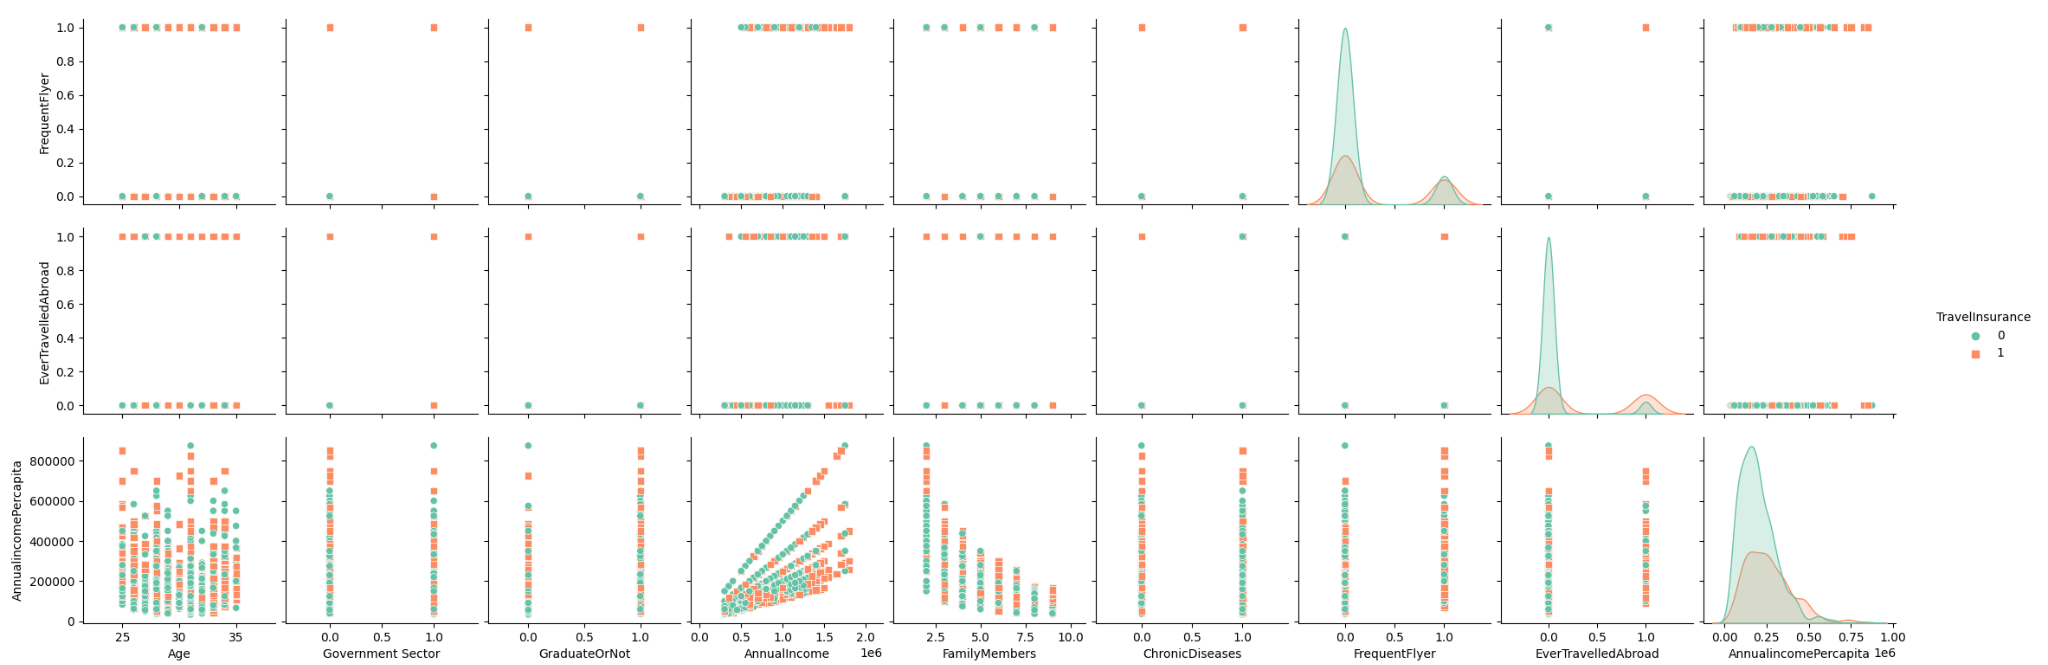 1.0
0.8
0.6
0.4
0.2
0.0
FrequentFlyer
1.0
0.8
0.6
0.4
0.2
0.0
EverTravelledAbroad
TravelInsurance
0
1
800000
600000
400000
200000
0
AnnualincomePercapita
25 30 35
Age
0.0 0.5 1.0
Government Sector
0.0 0.5 1.0
GraduateOrNot
0.0 0.5 1.0 1.5 2.0
AnnualIncome 1e6
2.5 5.0 7.5 10.0
FamilyMembers
0.0 0.5 1.0
ChronicDiseases
0.0 0.5 1.0
FrequentFlyer
0.0 0.5 1.0
EverTravelledAbroad
0.00 0.25 0.50 0.75 1.00
AnnualincomePercapita 1e6